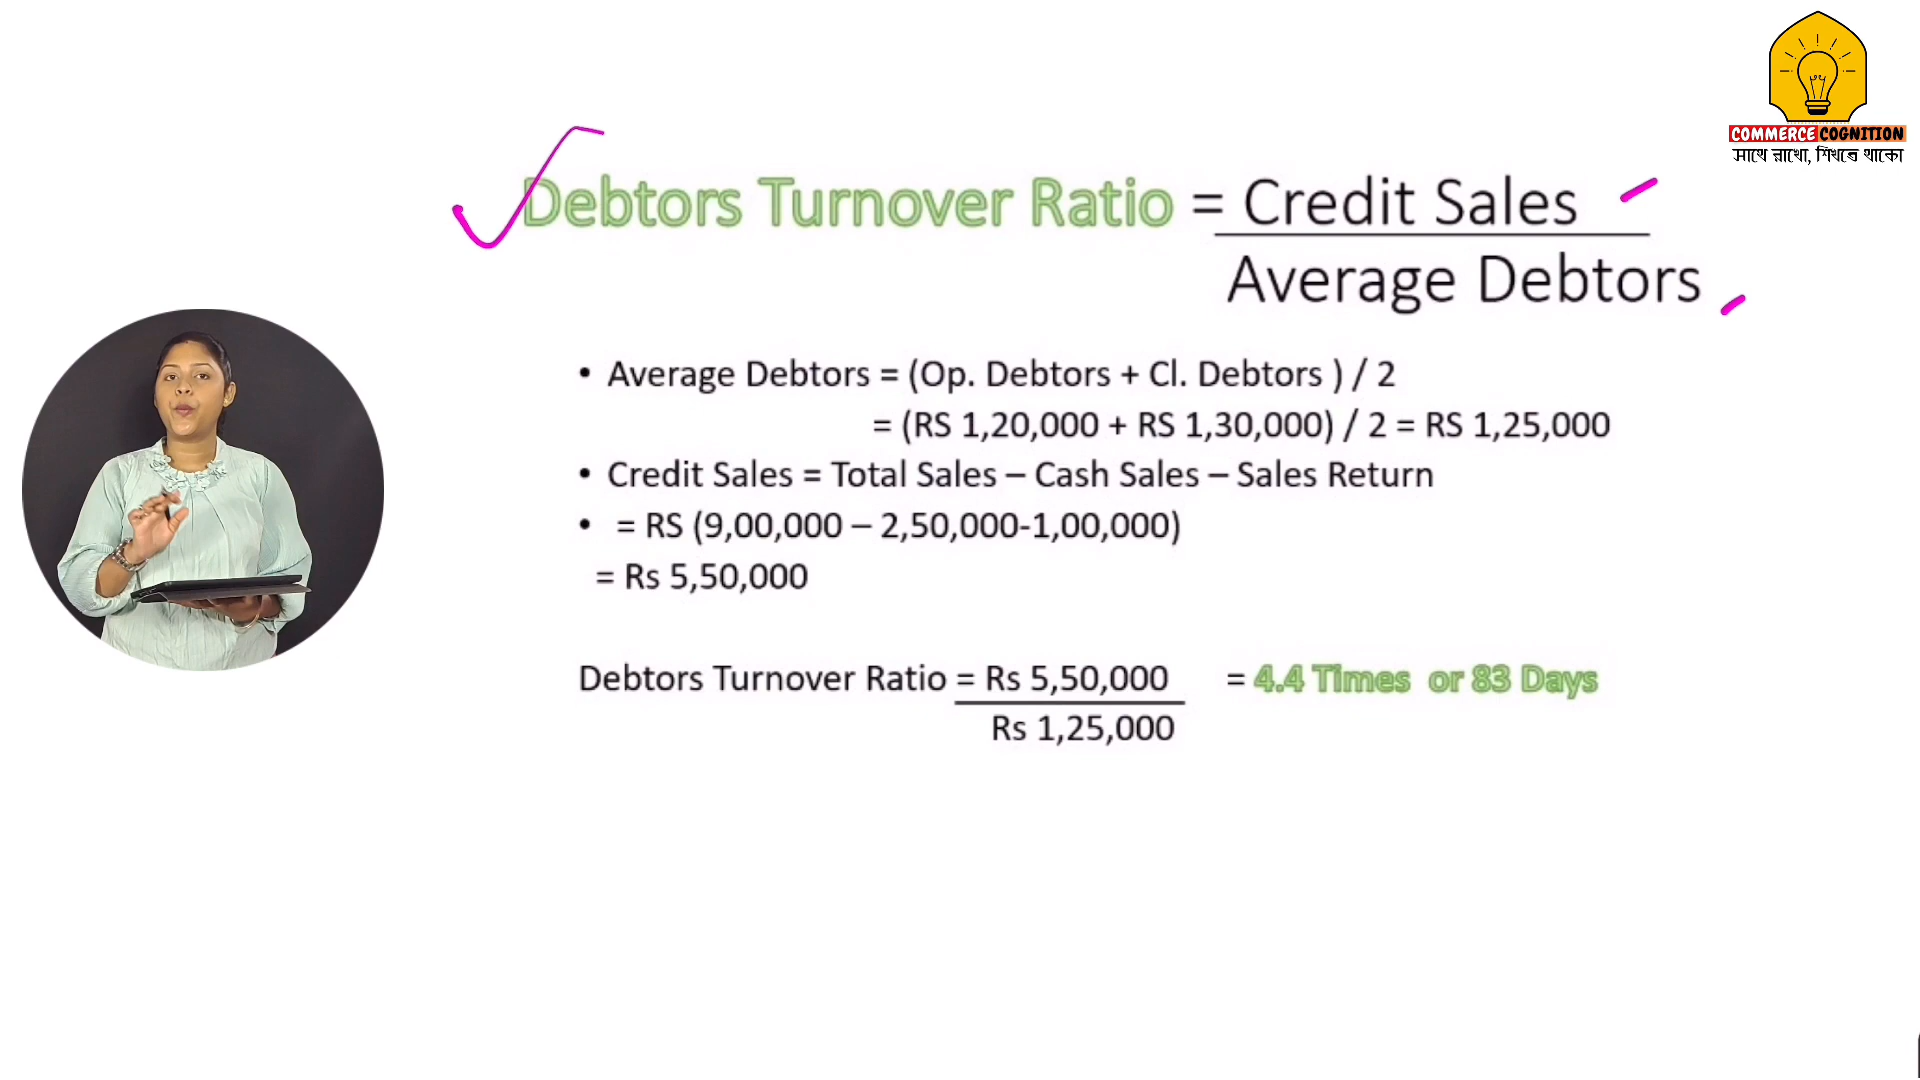 COMMERCE COGNITION
সাথে রাখো, শিখতে থাকো
Debtors Turnover Ratio = Credit Sales
Average Debtors
• Average Debtors = (Op. Debtors + Cl. Debtors ) / 2
= (RS 1,20,000 + RS 1,30,000) / 2 = RS 1,25,000
• Credit Sales = Total Sales – Cash Sales – Sales Return
• = RS (9,00,000 – 2,50,000-1,00,000)
= Rs 5,50,000
Debtors Turnover Ratio = Rs 5,50,000 = 4.4 Times or 83 Days
Rs 1,25,000